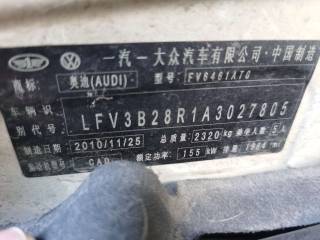 一汽-大众汽车有限公司·中国制造
商标: 奥迪(AUDI) 型号: FV6461ATG
车辆识别代号: LFV3B28R1A3027805
制造日期: 2010/11/25 总质量: 2320 kg 乘坐人数: 5 人
CAD 额定功率: 155 kW 排量: 1984 ml